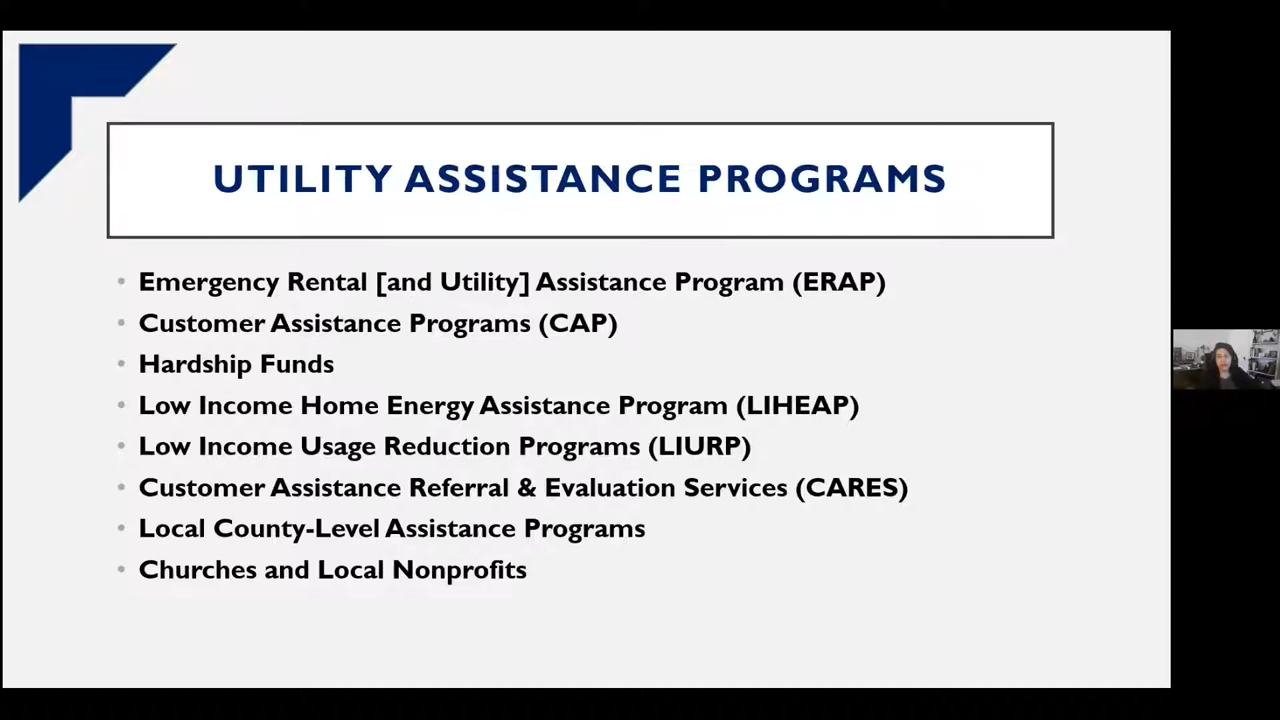 UTILITY ASSISTANCE PROGRAMS
• Emergency Rental [and Utility] Assistance Program (ERAP)
• Customer Assistance Programs (CAP)
• Hardship Funds
• Low Income Home Energy Assistance Program (LIHEAP)
• Low Income Usage Reduction Programs (LIURP)
• Customer Assistance Referral & Evaluation Services (CARES)
• Local County-Level Assistance Programs
• Churches and Local Nonprofits